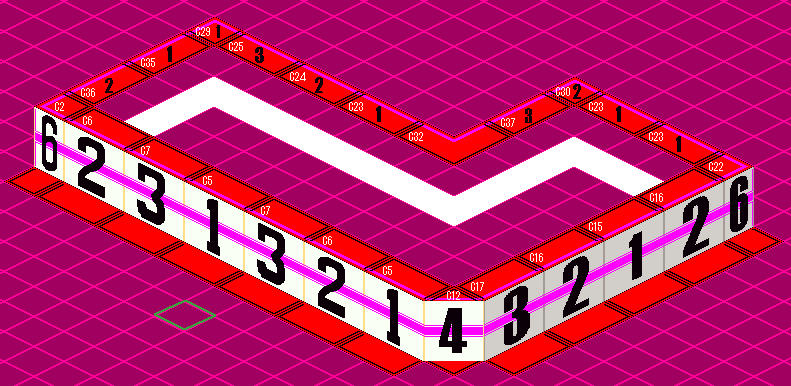 C29 1
C25 3
C35 1
C24 2
C36 2
C23 1
C32
C37 3
C30 2
C23 1
C23 1
C22
C2
C6
C7
C5
C7
C6
C5
C12
C17
C16
C15
C16
6 2 3 1 3 2 1 4 3 2 1 2 6